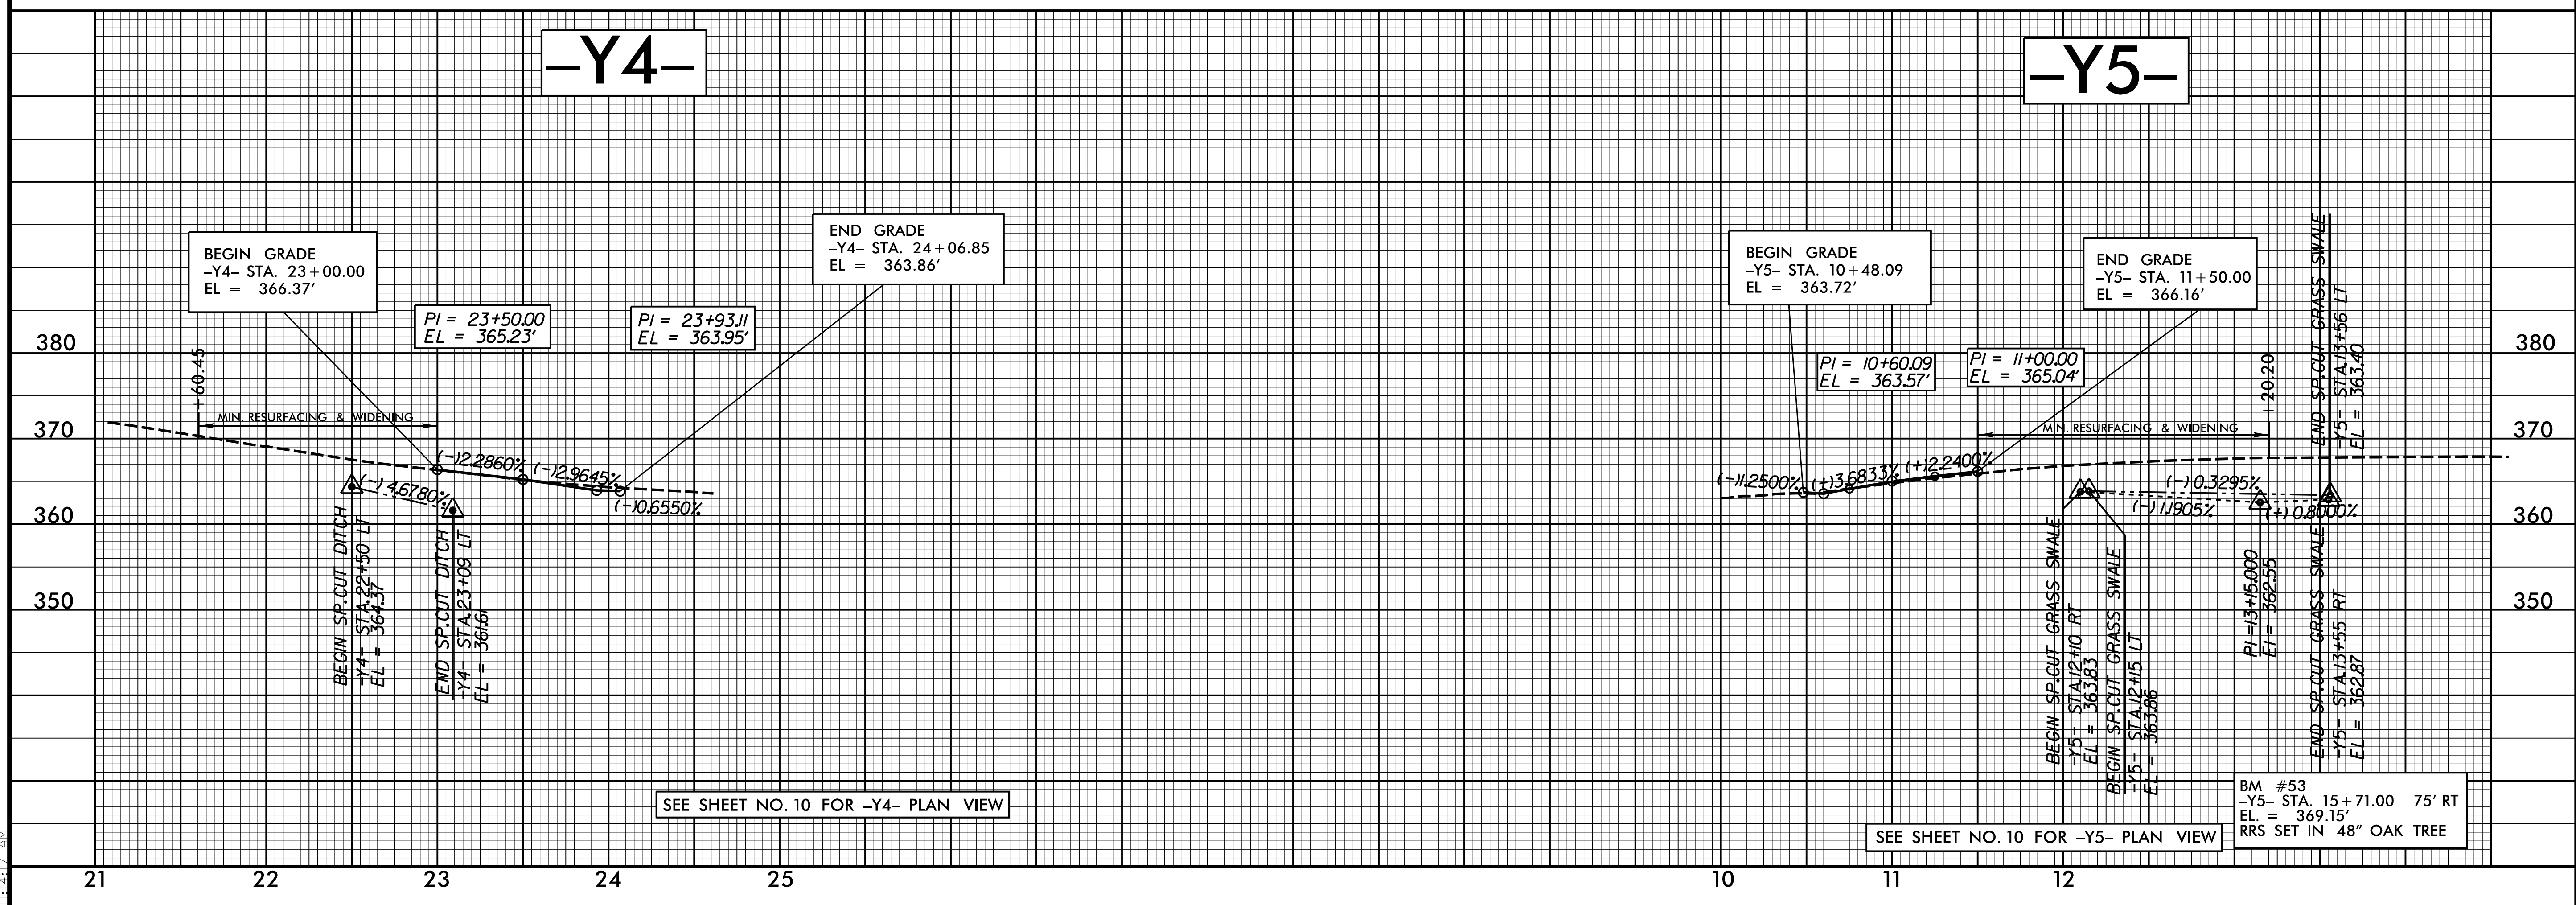 –Y4–
BEGIN GRADE
–Y4– STA. 23+00.00
EL = 366.37'
END GRADE
–Y4– STA. 24+06.85
EL = 363.86'
PI = 23+50.00
EL = 365.23'
PI = 23+93.11
EL = 363.95'
+60.45
MIN. RESURFACING & WIDENING
(-)2.2860%
(-)2.9645%
(-)0.6550%
(-)4.6780%
BEGIN SP.CUT DITCH
-Y4- STA.22+50 LT
EL = 364.37
END SP.CUT DITCH
-Y4- STA.23+09 LT
EL = 361.61
SEE SHEET NO. 10 FOR –Y4– PLAN VIEW
380
370
360
350
21
22
23
24
25
–Y5–
BEGIN GRADE
–Y5– STA. 10+48.09
EL = 363.72'
END GRADE
–Y5– STA. 11+50.00
EL = 366.16'
PI = 10+60.09
EL = 363.57'
PI = 11+00.00
EL = 365.04'
+20.20
MIN. RESURFACING & WIDENING
END SP.CUT GRASS SWALE
-Y5- STA.13+56 LT
EL = 363.40
(-)1.2500%
(+)3.6833%
(+)2.2400%
(-)0.3295%
(-)1.1905%
(+)0.8000%
BEGIN SP.CUT GRASS SWALE
-Y5- STA.12+10 RT
EL = 363.83
BEGIN SP.CUT GRASS SWALE
-Y5- STA.12+15 LT
EL = 363.86
PI =13+15.000
El = 362.55
END SP.CUT GRASS SWALE
-Y5- STA.13+55 RT
EL = 362.87
BM #53
–Y5– STA. 15+71.00 75' RT
EL. = 369.15'
RRS SET IN 48" OAK TREE
SEE SHEET NO. 10 FOR –Y5– PLAN VIEW
380
370
360
350
10
11
12